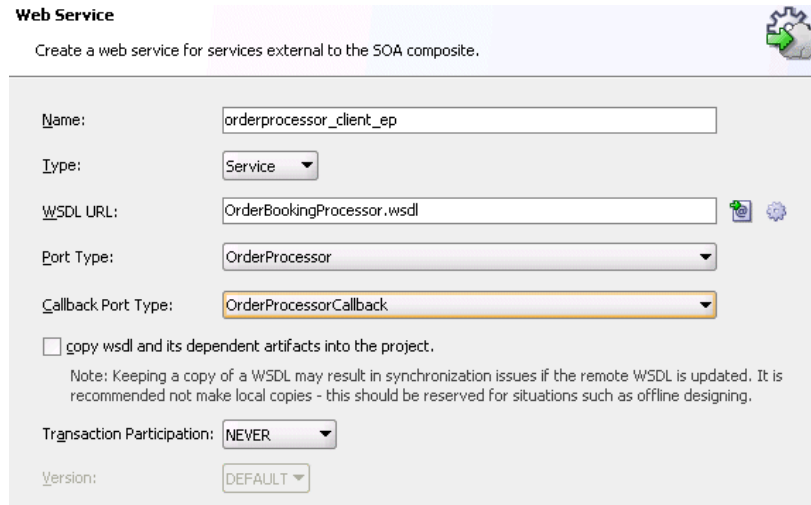 Web Service
Create a web service for services external to the SOA composite.
Name: orderprocessor_client_ep
Type: Service
WSDL URL: OrderBookingProcessor.wsdl
Port Type: OrderProcessor
Callback Port Type: OrderProcessorCallback
copy wsdl and its dependent artifacts into the project.
Note: Keeping a copy of a WSDL may result in synchronization issues if the remote WSDL is updated. It is
recommended not make local copies - this should be reserved for situations such as offline designing.
Transaction Participation: NEVER
Version: DEFAULT